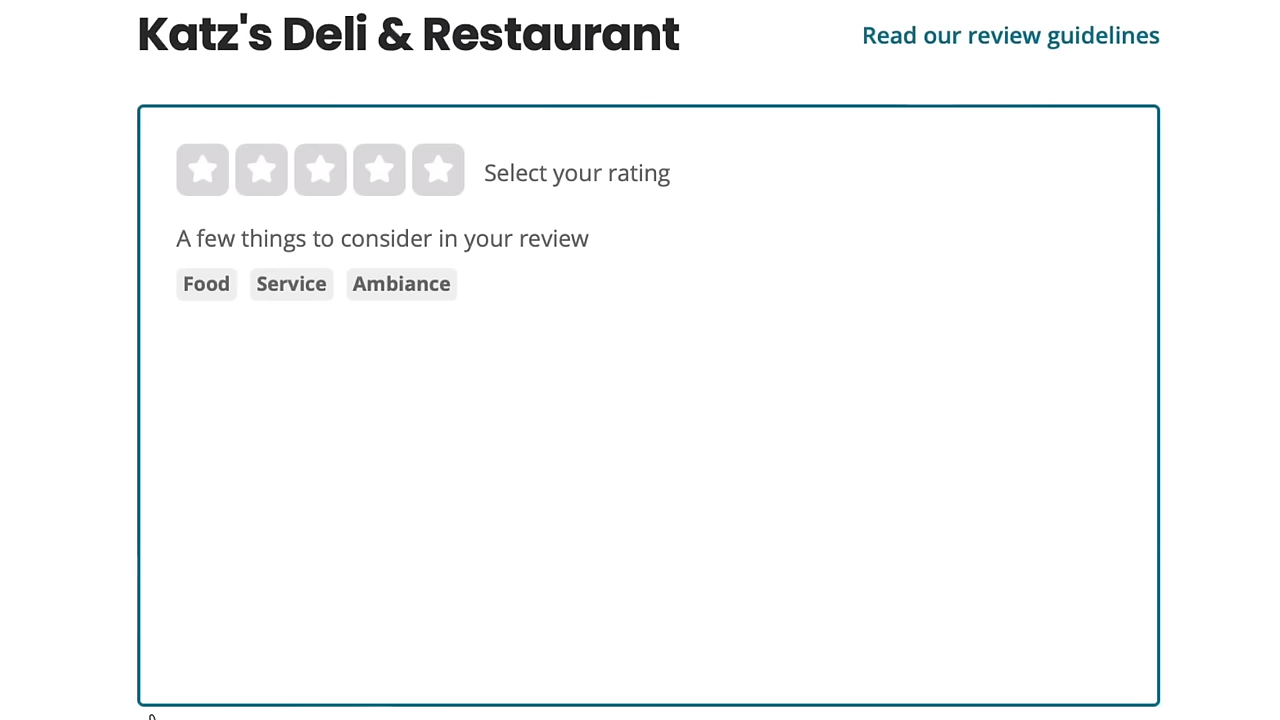 Katz's Deli & Restaurant
Read our review guidelines
Select your rating
A few things to consider in your review
Food Service Ambiance